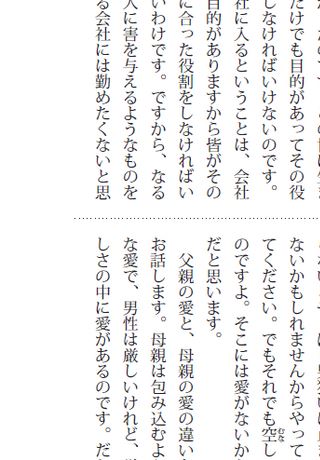 だけでも目的があってその役
しなければいけないのです。
社に入るということは、会社
目的がありますから皆がその
に合った役割をしなければい
いわけです。ですから、なる
人に害を与えるようなものを
る会社には勤めたくないと思
ないかもしれませんからやって
てください。でもそれでも空し
むな
のですよ。そこには愛がないか
だと思います。
父親の愛と、母親の愛の違い
お話します。母親は包み込むよ
な愛で、男性は厳しいけれど、
しさの中に愛があるのです。だ